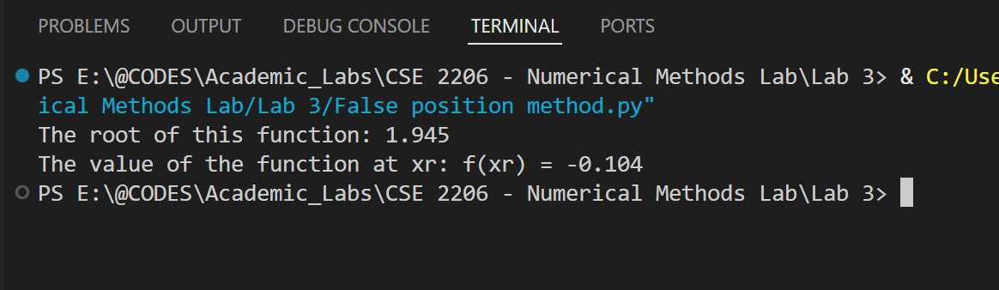 PROBLEMS OUTPUT DEBUG CONSOLE TERMINAL PORTS
PS E:\@CODES\Academic_Labs\CSE 2206 - Numerical Methods Lab\Lab 3> & C:/Use
ical Methods Lab/Lab 3/False position method.py"
The root of this function: 1.945
The value of the function at xr: f(xr) = -0.104
PS E:\@CODES\Academic_Labs\CSE 2206 - Numerical Methods Lab\Lab 3>